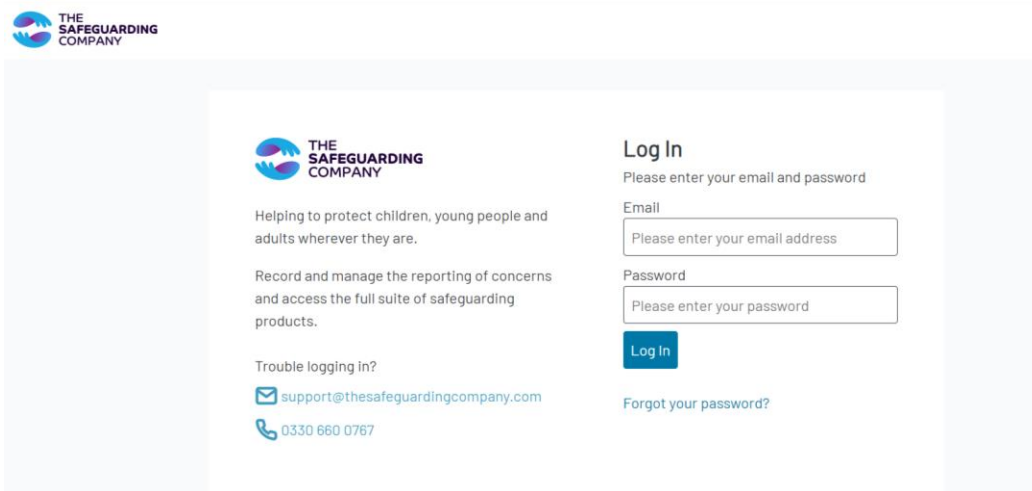 THE
SAFEGUARDING
COMPANY
THE
SAFEGUARDING
COMPANY
Helping to protect children, young people and
adults wherever they are.
Record and manage the reporting of concerns
and access the full suite of safeguarding
products.
Trouble logging in?
support@thesafeguardingcompany.com
0330 660 0767
Log In
Please enter your email and password
Email
Please enter your email address
Password
Please enter your password
Log In
Forgot your password?